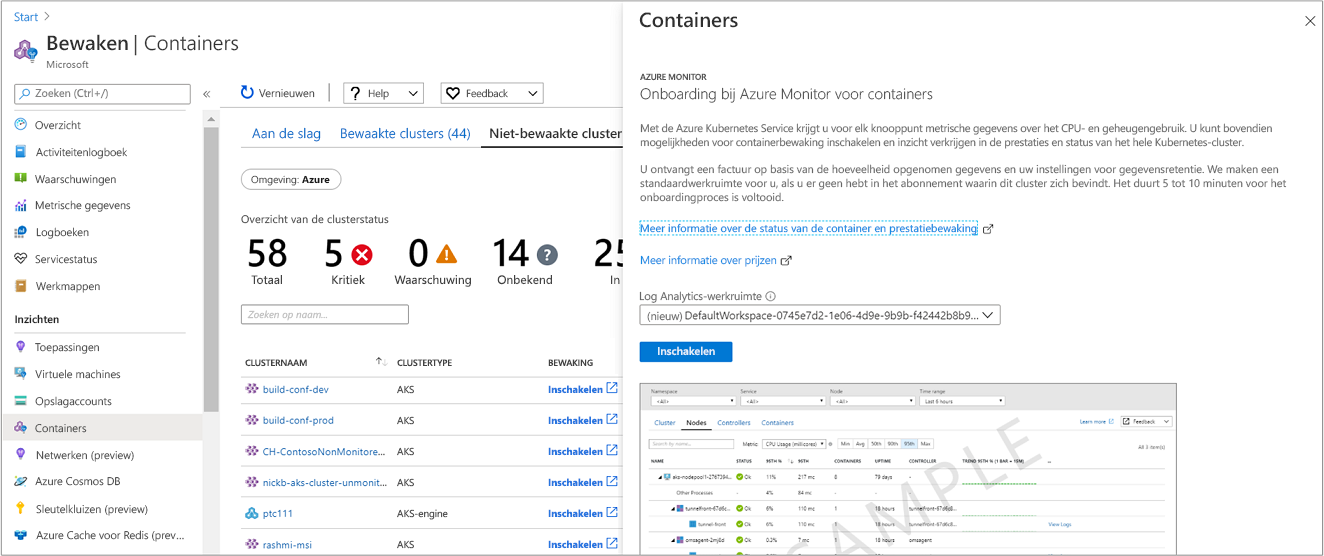 Start >
Bewaken | Containers
Microsoft
Zoeken (Ctrl+/)
«
Overzicht
Activiteitenlogboek
Waarschuwingen
Metrische gegevens
Logboeken
Servicestatus
Werkmappen
Inzichten
Toepassingen
Virtuele machines
Opslagaccounts
Containers
Netwerken (preview)
Azure Cosmos DB
Sleutelkluizen (preview)
Azure Cache voor Redis (prev...
Vernieuwen
? Help
Feedback
Aan de slag
Bewaakte clusters (44)
Niet-bewaakte cluster
Omgeving: Azure
Overzicht van de clusterstatus
58 5 0 14 25
Totaal Kritiek Waarschuwing Onbekend In
Zoeken op naam...
CLUSTERNAAM CLUSTERTYPE BEWAKING
build-conf-dev AKS Inschakelen
build-conf-prod AKS Inschakelen
CH-ContosoNonMonitore... AKS Inschakelen
nickb-aks-cluster-unmonit... AKS Inschakelen
ptc111 AKS-engine Inschakelen
rashmi-msi AKS Inschakelen
Containers
AZURE MONITOR
Onboarding bij Azure Monitor voor containers
Met de Azure Kubernetes Service krijgt u voor elk knooppunt metrische gegevens over het CPU- en geheugengebruik. U kunt bovendien
mogelijkheden voor containerbewaking inschakelen en inzicht verkrijgen in de prestaties en status van het hele Kubernetes-cluster.
U ontvangt een factuur op basis van de hoeveelheid opgenomen gegevens en uw instellingen voor gegevensretentie. We maken een
standaardwerkruimte voor u, als u er geen hebt in het abonnement waarin dit cluster zich bevindt. Het duurt 5 tot 10 minuten voor het
onboardingproces is voltooid.
Meer informatie over de status van de container en prestatiebewaking
Meer informatie over prijzen
Log Analytics-werkruimte
(nieuw) DefaultWorkspace-0745e7d2-1e06-4d9e-9b9b-f42442b8b9...
Inschakelen
Namespace Service Node Time range
<All> <All> <All> Last 6 hours
Cluster Nodes Controllers Containers
Learn more Feedback
Search by name... Metric CPU Usage (millicores) Min Avg 50th 90th 95th Max
All 3 item(s)
NAME STATUS 95TH % 95TH CONTAINERS UPTIME CONTROLLER TREND 95TH % (1 BAR = 15M) ...
aks-nodepool1-2767394... Ok 11% 217 mc 8 79 days -
Other Processes - 4% 84 mc -
tunnelfront-67d6c... Ok 6% 110 mc 1 18 hours tunnelfront-67d6c8...
tunnel-front Ok 6% 110 mc 1 18 hours View Logs
omsagent-2mj8d Ok 0.3% 7 mc 1 18 hours omsagent
SAMPLE